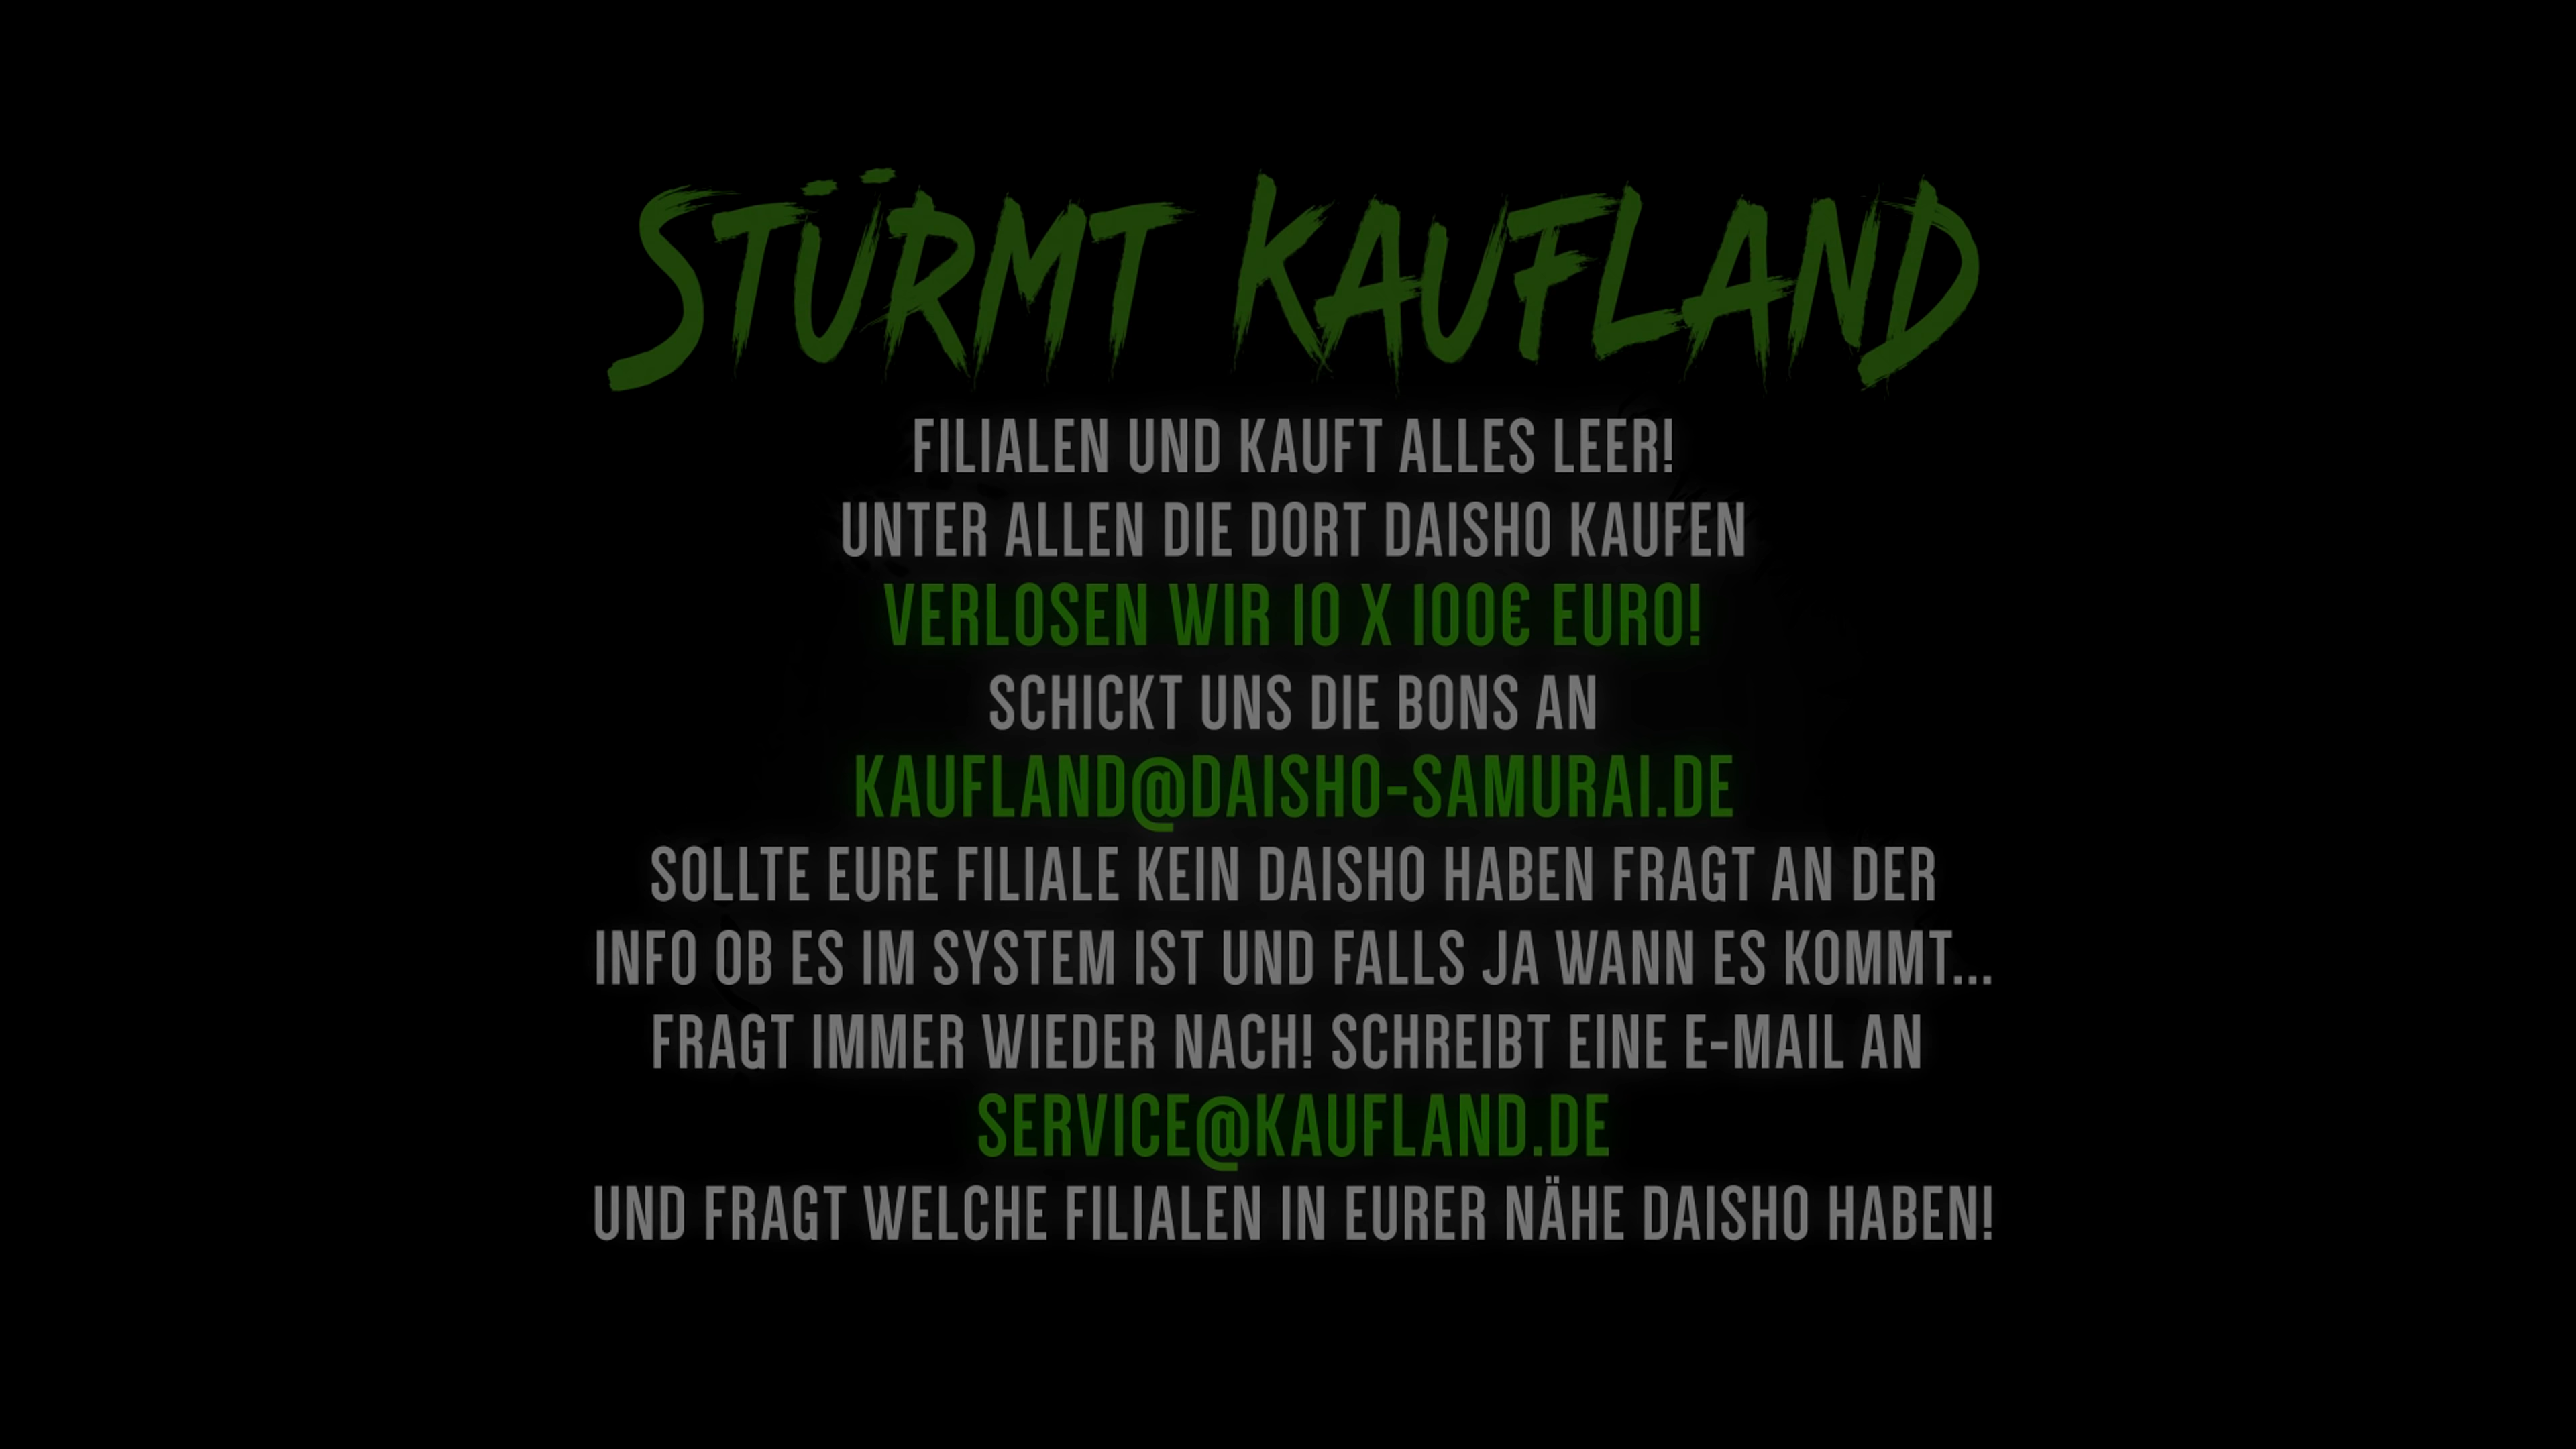 STÜRMT KAUFLAND
FILIALEN UND KAUFT ALLES LEER!
UNTER ALLEN DIE DORT DAISHO KAUFEN
VERLOSEN WIR 10 X 100€ EURO!
SCHICKT UNS DIE BONS AN
KAUFLAND@DAISHO-SAMURAI.DE
SOLLTE EURE FILIALE KEIN DAISHO HABEN FRAGT AN DER
INFO OB ES IM SYSTEM IST UND FALLS JA WANN ES KOMMT...
FRAGT IMMER WIEDER NACH! SCHREIBT EINE E-MAIL AN
SERVICE@KAUFLAND.DE
UND FRAGT WELCHE FILIALEN IN EURER NÄHE DAISHO HABEN!